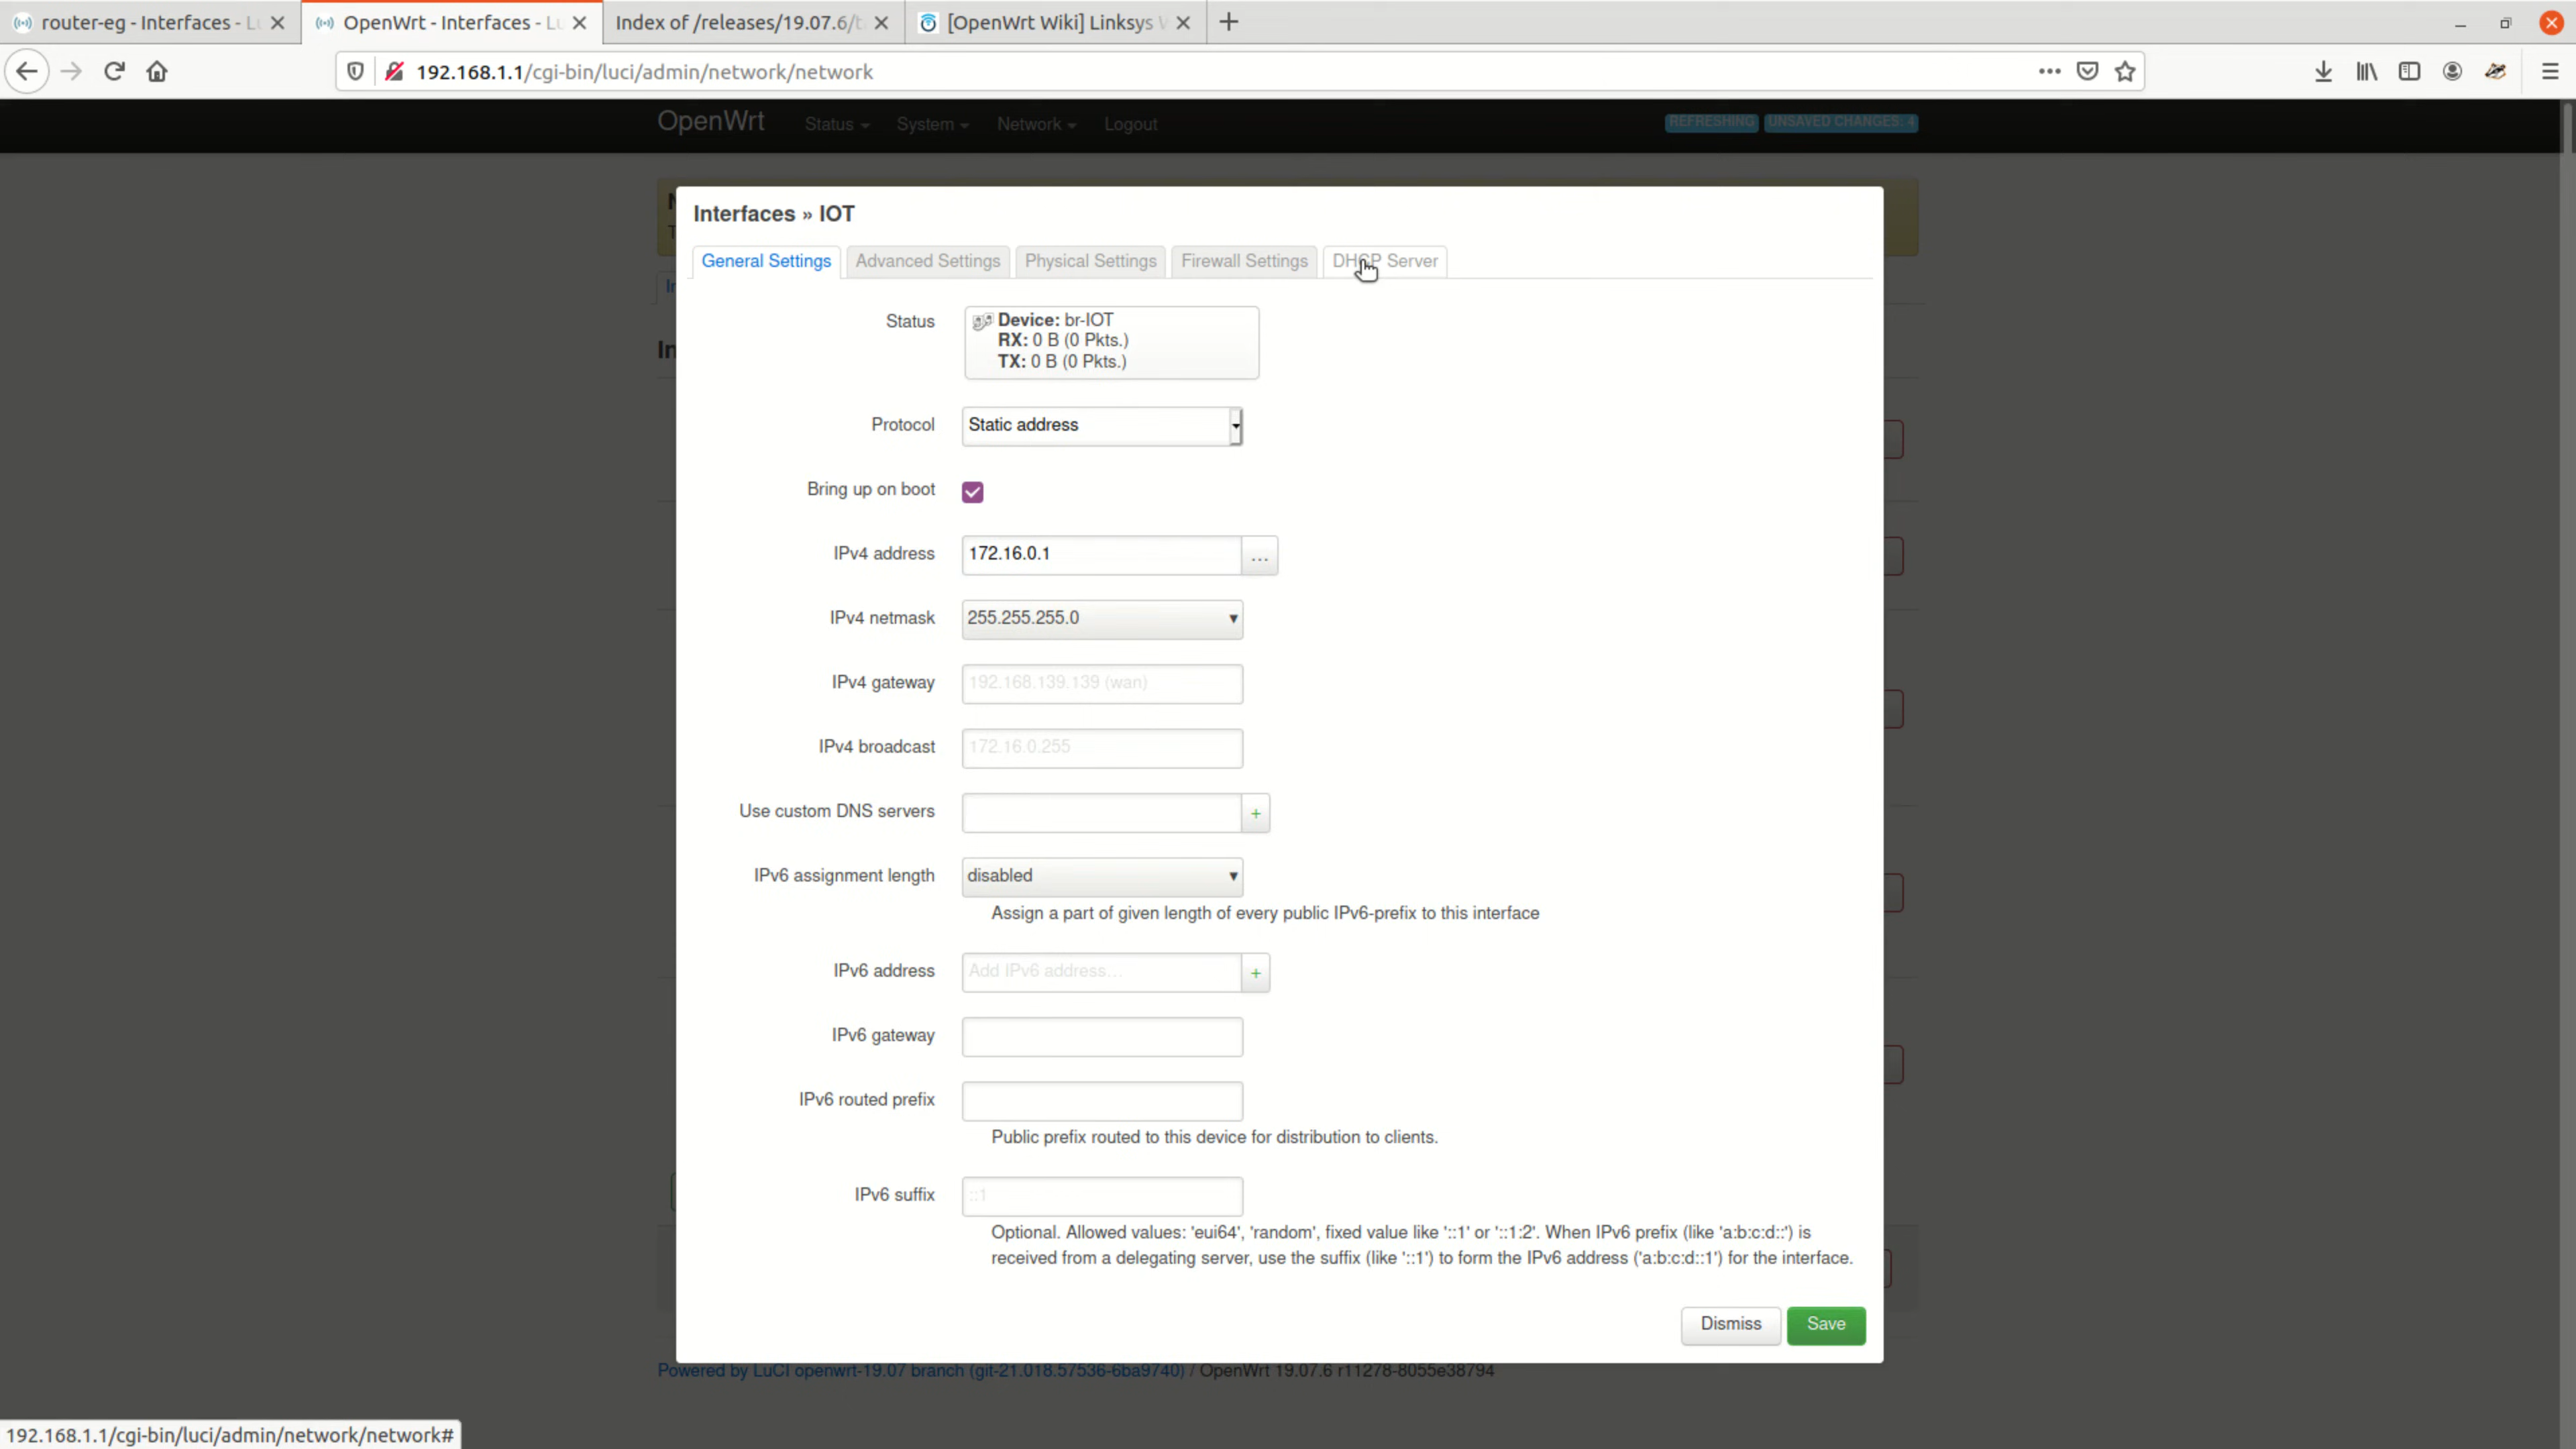 router-eg - Interfaces - L
OpenWrt - Interfaces - Lu
Index of /releases/19.07.6/t
[OpenWrt Wiki] Linksys W
192.168.1.1/cgi-bin/luci/admin/network/network
OpenWrt
Status
System
Network
Logout
REFRESHING
UNSAVED CHANGES: 4
Interfaces » IOT
General Settings
Advanced Settings
Physical Settings
Firewall Settings
DHCP Server
Status
Device: br-IOT
RX: 0 B (0 Pkts.)
TX: 0 B (0 Pkts.)
Protocol
Static address
Bring up on boot
IPv4 address
172.16.0.1
...
IPv4 netmask
255.255.255.0
IPv4 gateway
192.168.139.139 (wan)
IPv4 broadcast
172.16.0.255
Use custom DNS servers
+
IPv6 assignment length
disabled
Assign a part of given length of every public IPv6-prefix to this interface
IPv6 address
Add IPv6 address...
+
IPv6 gateway
IPv6 routed prefix
Public prefix routed to this device for distribution to clients.
IPv6 suffix
::1
Optional. Allowed values: 'eui64', 'random', fixed value like '::1' or '::1:2'. When IPv6 prefix (like 'a:b:c:d::') is
received from a delegating server, use the suffix (like '::1') to form the IPv6 address ('a:b:c:d::1') for the interface.
Dismiss
Save
Powered by LuCI openwrt-19.07 branch (git-21.018.57536-6ba9740) / OpenWrt 19.07.6 r11278-8055e38794
192.168.1.1/cgi-bin/luci/admin/network/network#